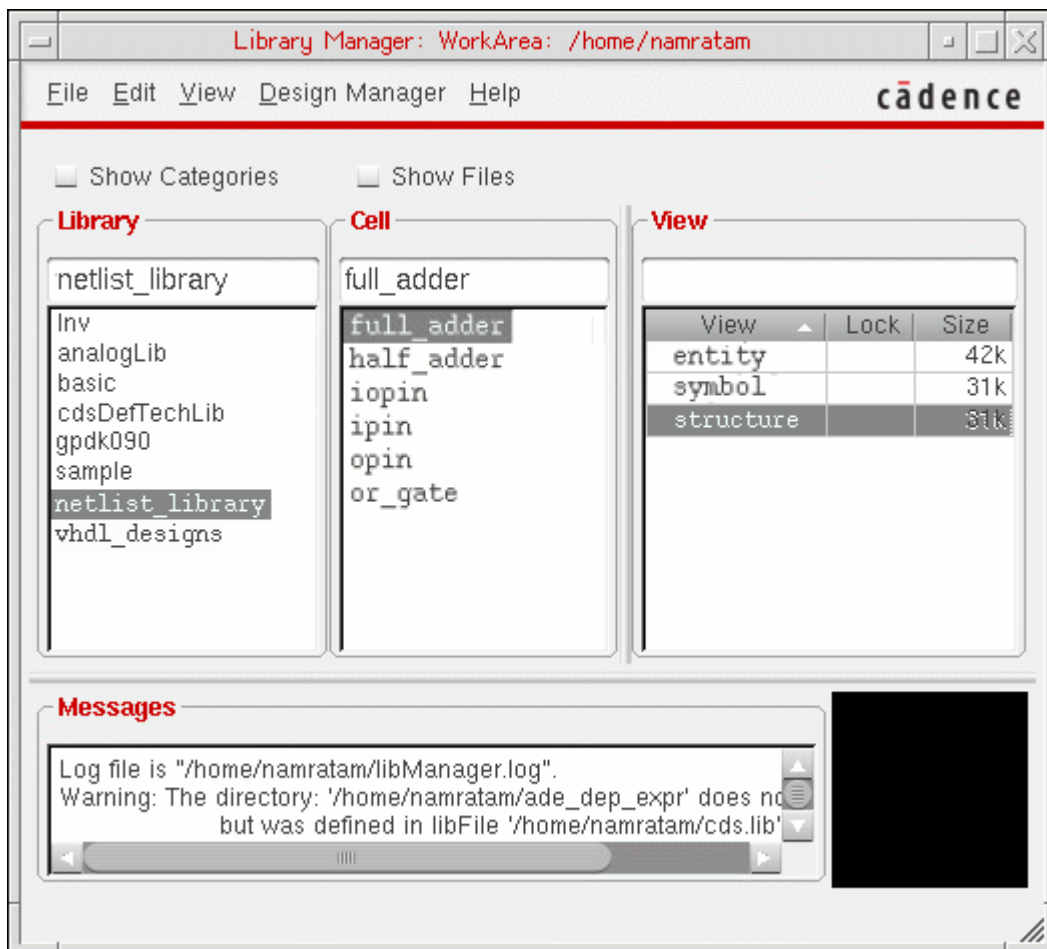 Library Manager: WorkArea: /home/namratam
File Edit View Design Manager Help
cādence
Show Categories Show Files
Library Cell View
netlist_library full_adder
Inv
analogLib
basic
cdsDefTechLib
gpdk090
sample
netlist_library
vhdl_designs
full_adder
half_adder
iopin
ipin
opin
or_gate
View Lock Size
entity 42k
symbol 31k
structure 31k
Messages
Log file is "/home/namratam/libManager.log".
Warning: The directory: '/home/namratam/ade_dep_expr' does no
but was defined in libFile '/home/namratam/cds.lib'